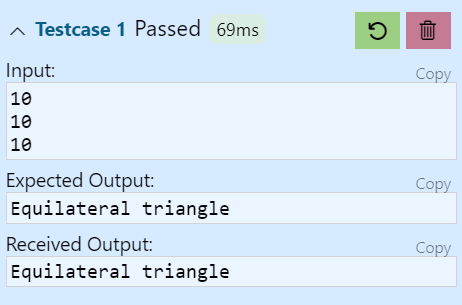 Testcase 1 Passed 69ms
Input:
Copy
10
10
10
Expected Output:
Copy
Equilateral triangle
Received Output:
Copy
Equilateral triangle